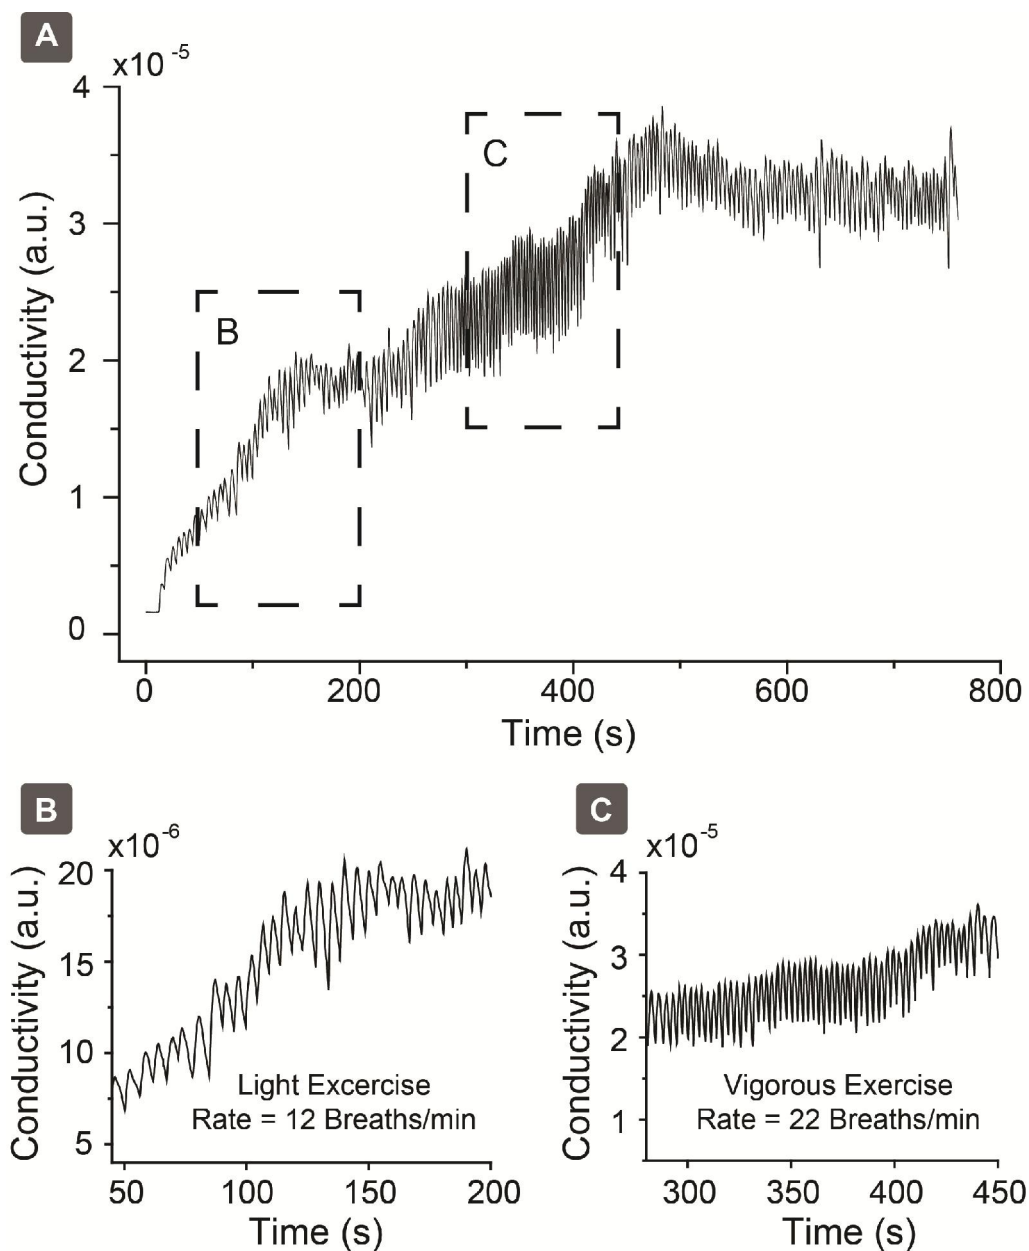 A
x10-5
4
3
2
1
0
Conductivity (a.u.)
B
C
0 200 400 600 800
Time (s)
B
x10-6
20
15
10
5
Conductivity (a.u.)
Light Excercise
Rate = 12 Breaths/min
50 100 150 200
Time (s)
C
x10-5
4
3
2
1
Conductivity (a.u.)
Vigorous Exercise
Rate = 22 Breaths/min
300 350 400 450
Time (s)